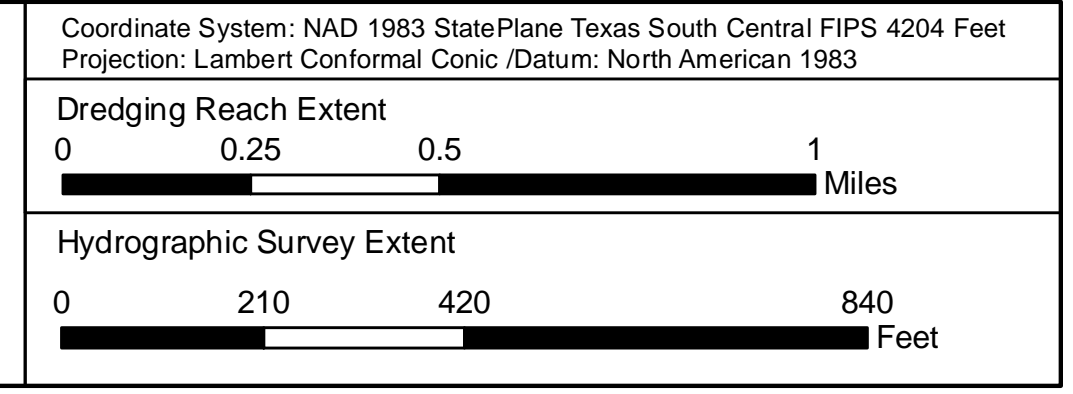 Coordinate System: NAD 1983 StatePlane Texas South Central FIPS 4204 Feet
Projection: Lambert Conformal Conic /Datum: North American 1983
Dredging Reach Extent
0 0.25 0.5 1
Miles
Hydrographic Survey Extent
0 210 420 840
Feet